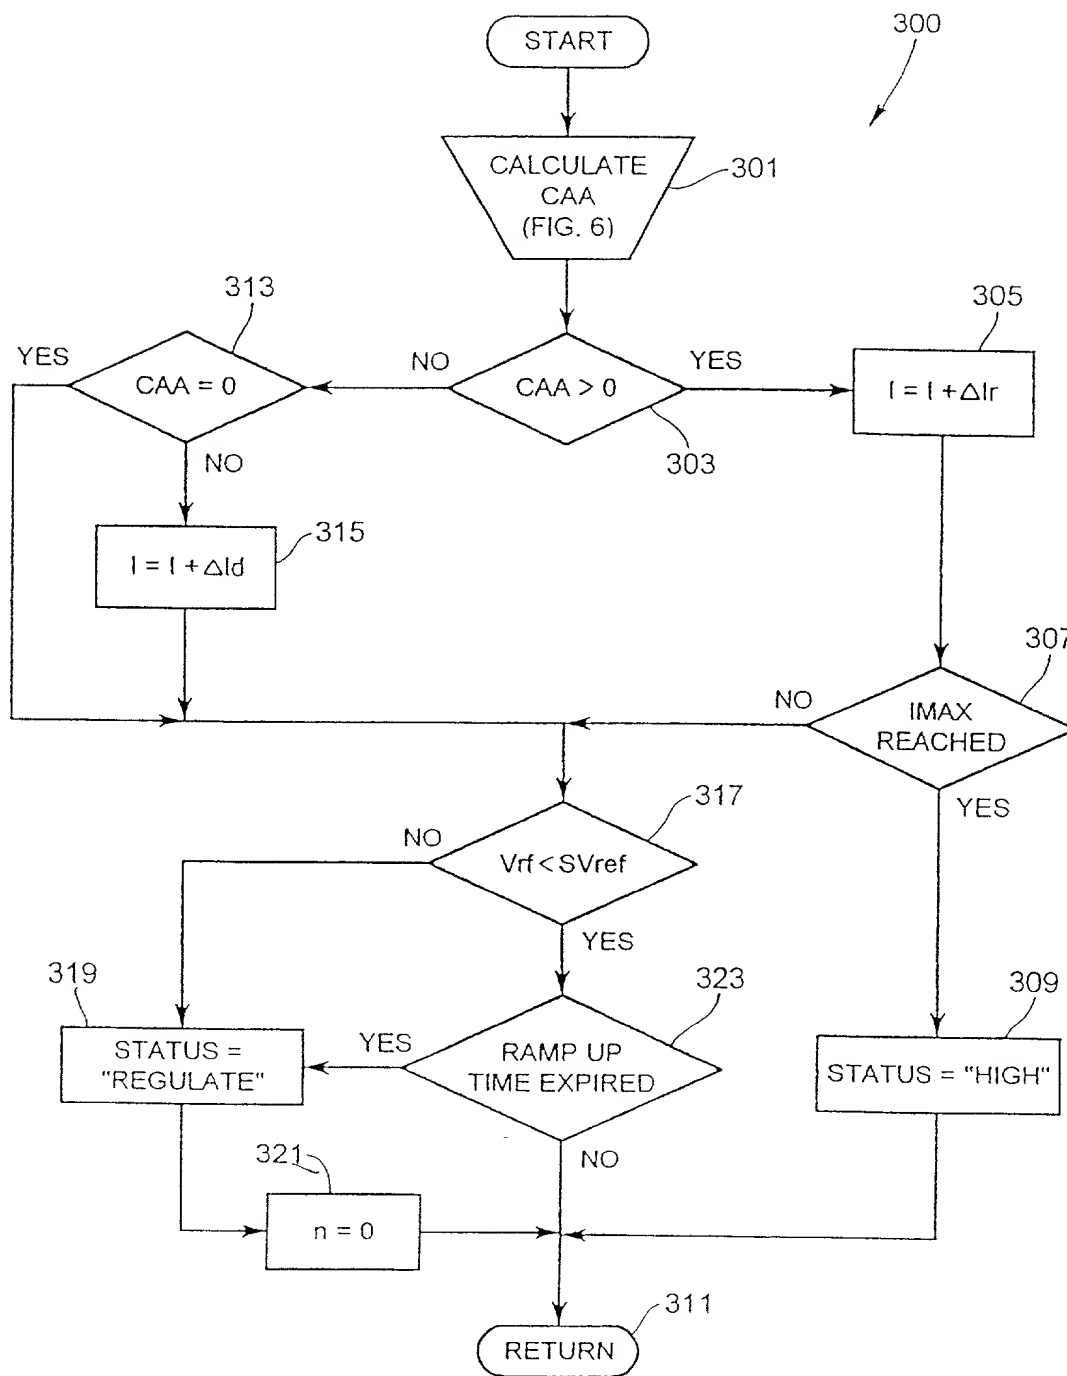 START
300
CALCULATE
CAA
(FIG. 6)
301
313
305
YES
CAA = 0
NO
CAA > 0
YES
I = I + △Ir
303
NO
315
I = I + △Id
307
NO
IMAX
REACHED
YES
317
NO
Vrf < SVref
YES
319
323
309
STATUS =
"REGULATE"
YES
RAMP UP
TIME EXPIRED
STATUS = "HIGH"
321
NO
n = 0
311
RETURN